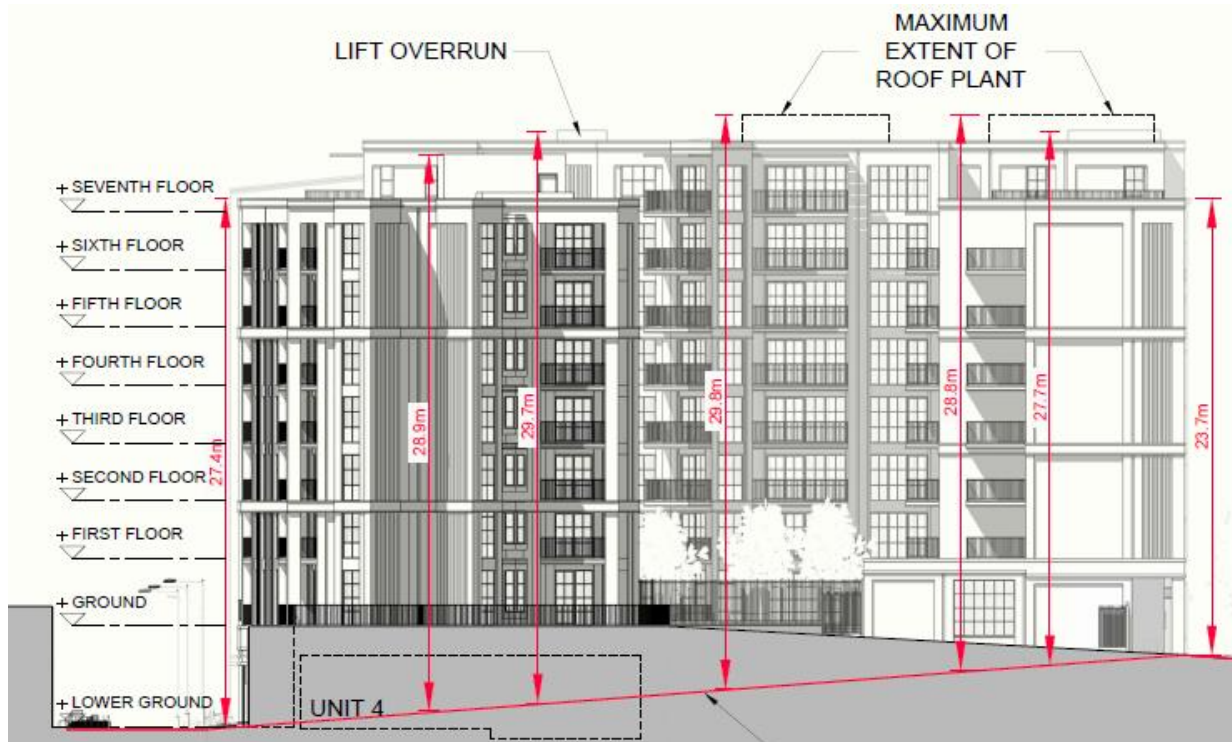 LIFT OVERRUN
MAXIMUM
EXTENT OF
ROOF PLANT
+ SEVENTH FLOOR
+ SIXTH FLOOR
+ FIFTH FLOOR
+ FOURTH FLOOR
+ THIRD FLOOR
+ SECOND FLOOR
+ FIRST FLOOR
+ GROUND
+ LOWER GROUND
27.4m
28.9m
29.7m
29.8m
28.8m
27.7m
23.7m
UNIT 4